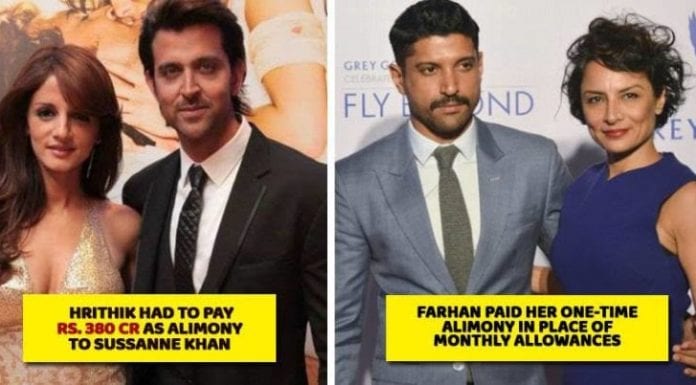 HRITHIK HAD TO PAY
RS. 380 CR AS ALIMONY
TO SUSSANNE KHAN
GREY G
CELEBRAT
FLY BEYOND
GREY
FARHAN PAID HER ONE-TIME
ALIMONY IN PLACE OF
MONTHLY ALLOWANCES